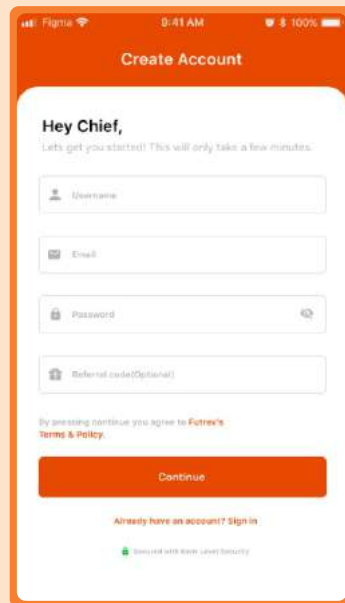 Figma 9:41 AM 100%
Create Account
Hey Chief,
Lets get you started! This will only take a few minutes.
Username
Email
Password
Referral code(Optional)
By pressing continue you agree to Futrex's
Terms & Policy.
Continue
Already have an account? Sign in
Secured with Bank Level Security